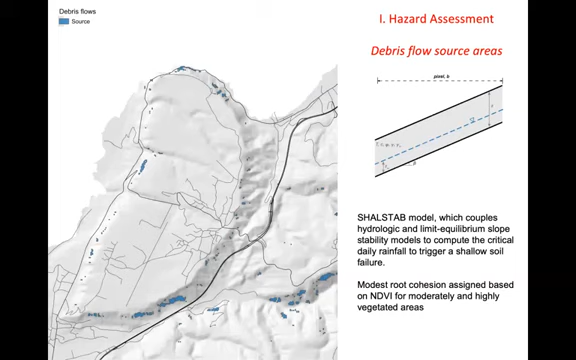 Debris flows
Source
I. Hazard Assessment
Debris flow source areas
pixel, b
SHALSTAB model, which couples
hydrologic and limit-equilibrium slope
stability models to compute the critical
daily rainfall to trigger a shallow soil
failure.
Modest root cohesion assigned based
on NDVI for moderately and highly
vegetated areas